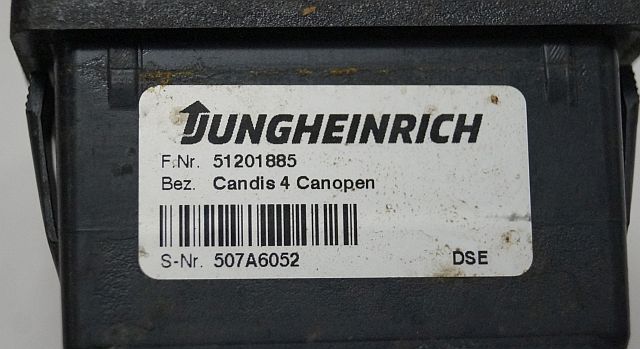 JUNGHEINRICH
F.Nr. 51201885
Bez. Candis 4 Canopen
S-Nr. 507A6052 DSE